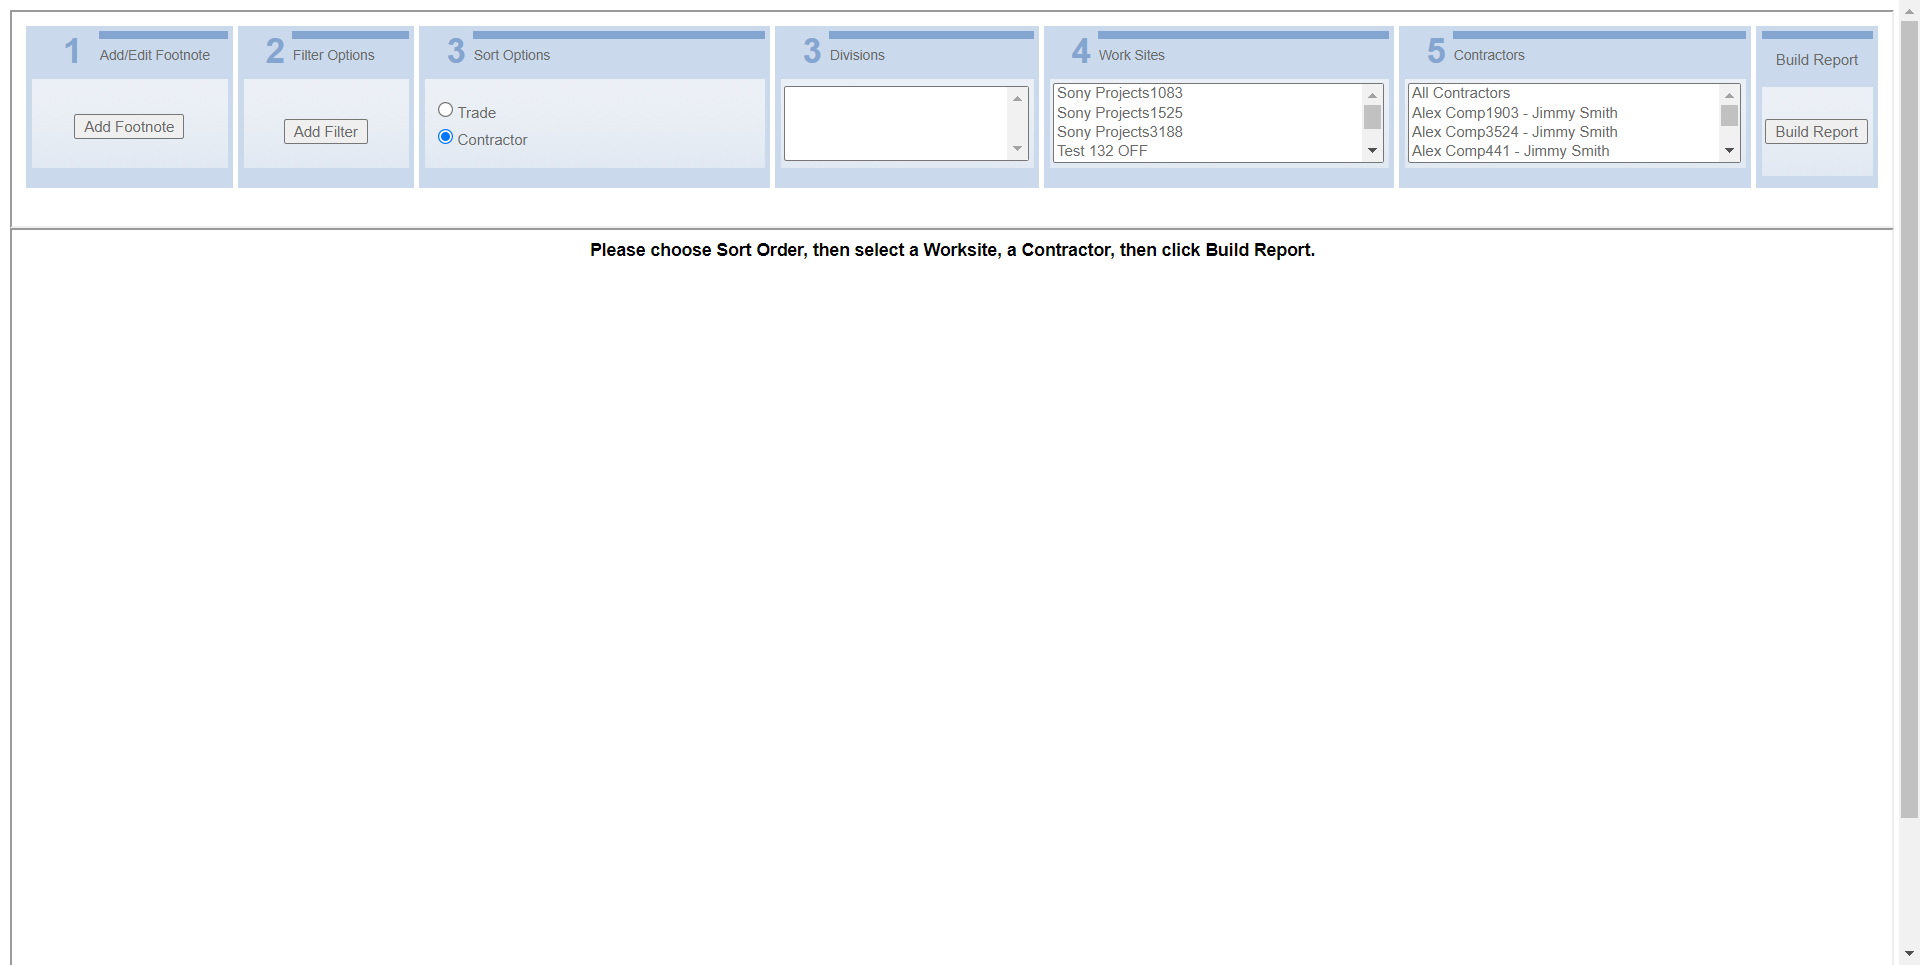 1 Add/Edit Footnote
Add Footnote
2 Filter Options
Add Filter
3 Sort Options
Trade
Contractor
3 Divisions
4 Work Sites
Sony Projects1083
Sony Projects1525
Sony Projects3188
Test 132 OFF
5 Contractors
All Contractors
Alex Comp1903 - Jimmy Smith
Alex Comp3524 - Jimmy Smith
Alex Comp441 - Jimmy Smith
Build Report
Build Report
Please choose Sort Order, then select a Worksite, a Contractor, then click Build Report.